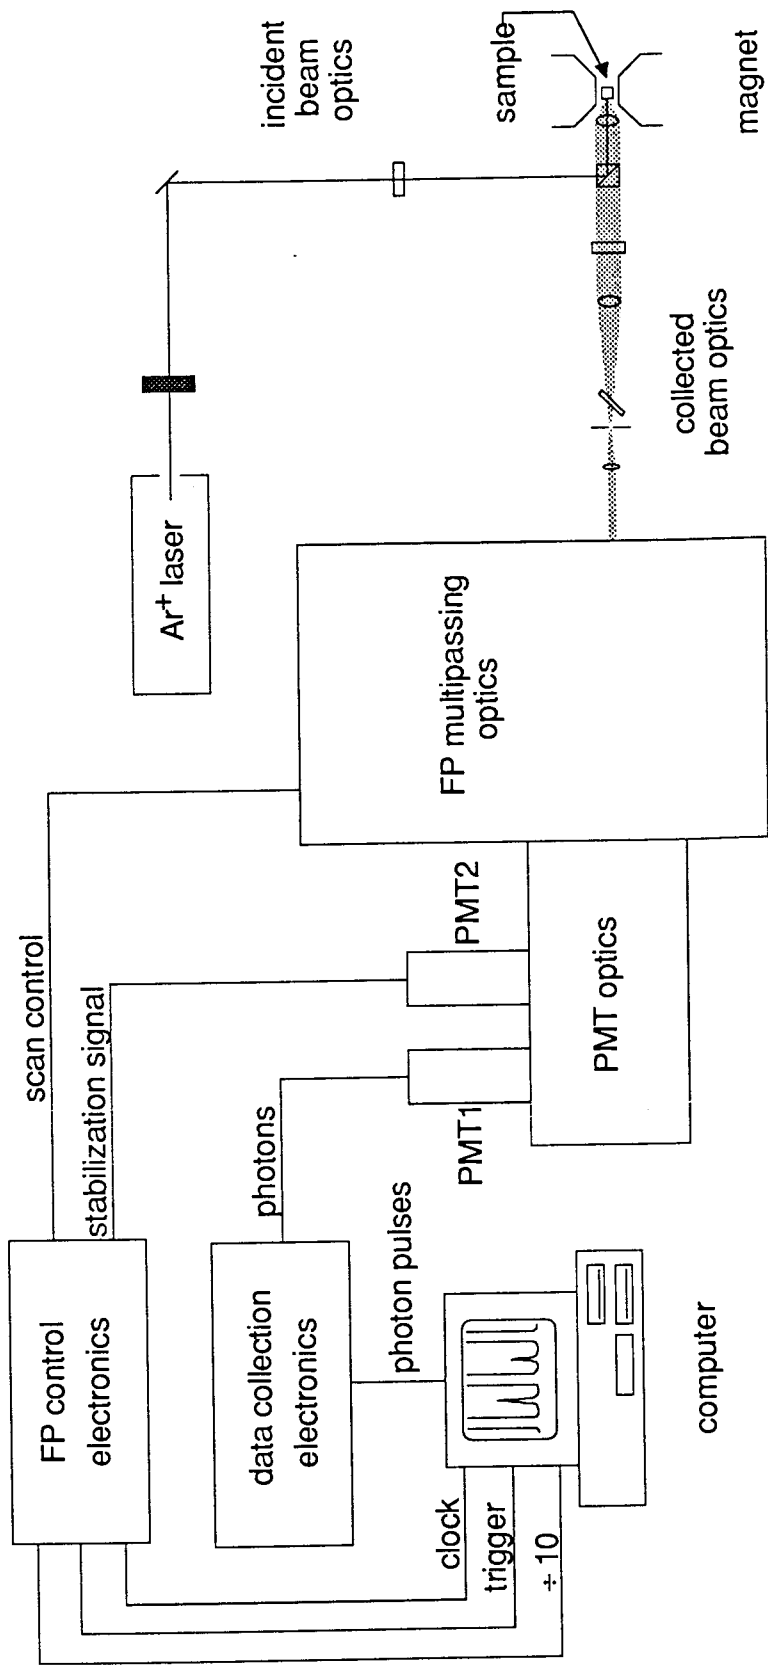 scan control
stabilization signal
FP control
electronics
photons
data collection
electronics
photon pulses
clock
trigger
÷ 10
computer
PMT1
PMT2
PMT optics
FP multipassing
optics
Ar+ laser
incident
beam
optics
sample
magnet
collected
beam optics